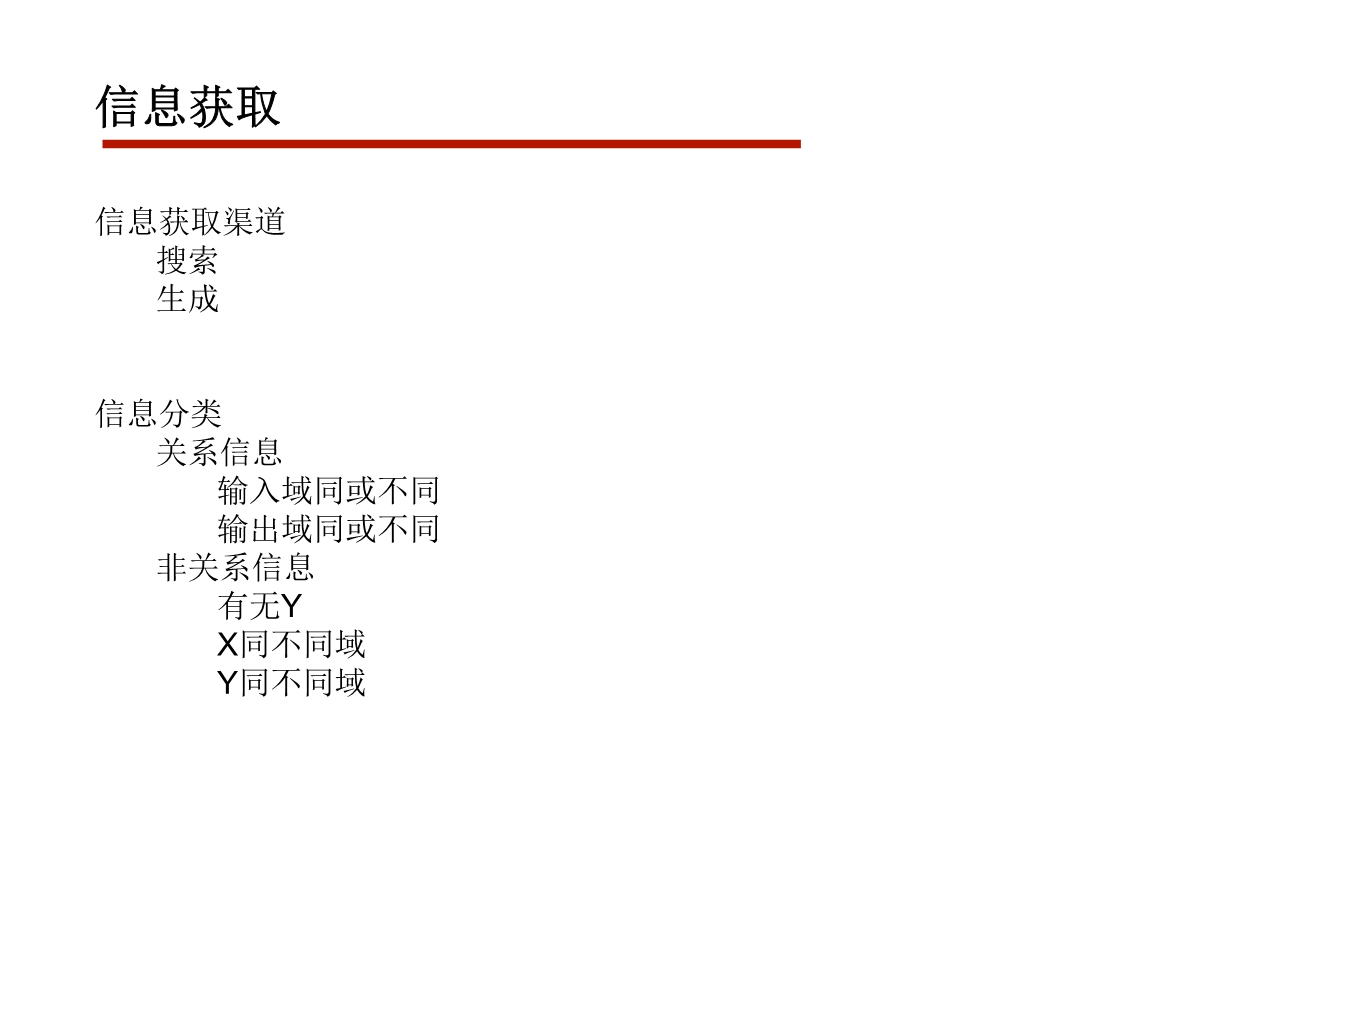 信息获取
信息获取渠道
搜索
生成
信息分类
关系信息
输入域同或不同
输出域同或不同
非关系信息
有无Y
X同不同域
Y同不同域